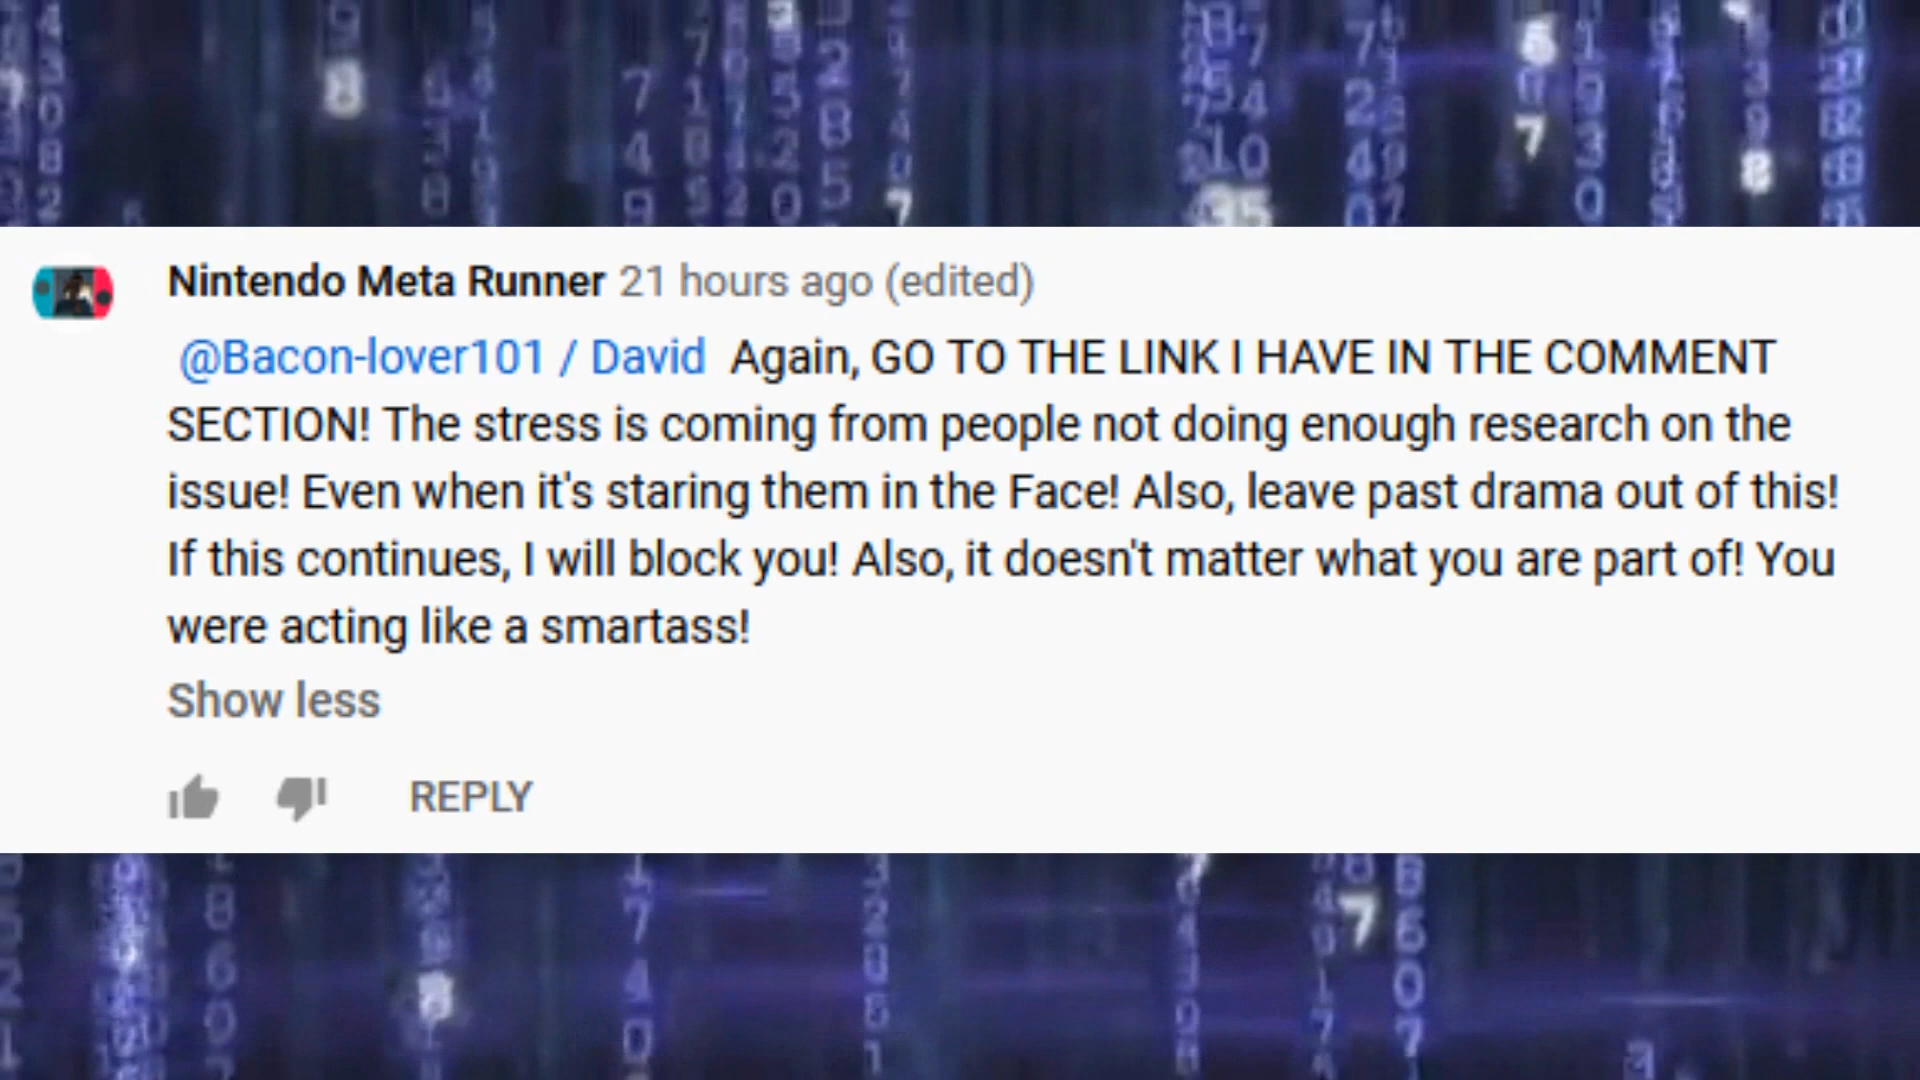 Nintendo Meta Runner 21 hours ago (edited)
@Bacon-lover101 / David Again, GO TO THE LINK I HAVE IN THE COMMENT
SECTION! The stress is coming from people not doing enough research on the
issue! Even when it's staring them in the Face! Also, leave past drama out of this!
If this continues, I will block you! Also, it doesn't matter what you are part of! You
were acting like a smartass!
Show less
REPLY